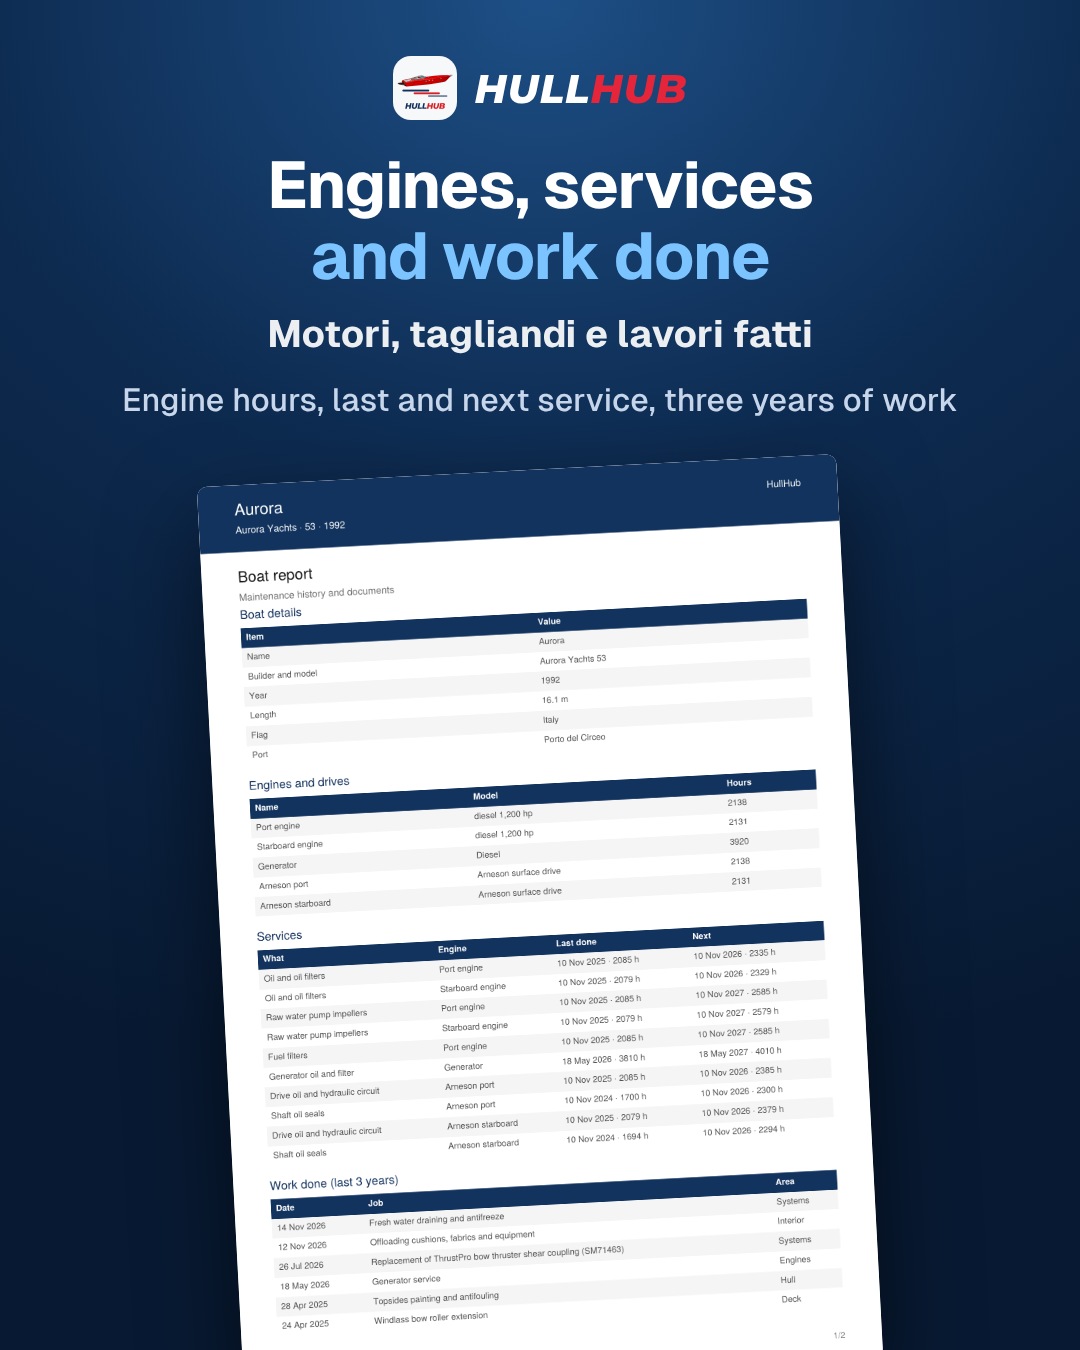 HULLHUB
HULLHUB
Engines, services
and work done
Motori, tagliandi e lavori fatti
Engine hours, last and next service, three years of work
Aurora
HullHub
Aurora Yachts · 53 · 1992
Boat report
Maintenance history and documents
Boat details
Item Value
Name Aurora
Builder and model Aurora Yachts 53
Year 1992
Length 16.1 m
Flag Italy
Port Porto del Circeo
Engines and drives
Name Model Hours
Port engine diesel 1,200 hp 2138
Starboard engine diesel 1,200 hp 2131
Generator Diesel 3920
Arneson port Arneson surface drive 2138
Arneson starboard Arneson surface drive 2131
Services
What Engine Last done Next
Oil and oil filters Port engine 10 Nov 2025 · 2085 h 10 Nov 2026 · 2335 h
Oil and oil filters Starboard engine 10 Nov 2025 · 2079 h 10 Nov 2026 · 2329 h
Raw water pump impellers Port engine 10 Nov 2025 · 2085 h 10 Nov 2027 · 2585 h
Raw water pump impellers Starboard engine 10 Nov 2025 · 2079 h 10 Nov 2027 · 2579 h
Fuel filters Port engine 10 Nov 2025 · 2085 h 10 Nov 2027 · 2585 h
Generator oil and filter Generator 18 May 2026 · 3810 h 18 May 2027 · 4010 h
Drive oil and hydraulic circuit Arneson port 10 Nov 2025 · 2085 h 10 Nov 2026 · 2385 h
Shaft oil seals Arneson port 10 Nov 2024 · 1700 h 10 Nov 2026 · 2300 h
Drive oil and hydraulic circuit Arneson starboard 10 Nov 2025 · 2079 h 10 Nov 2026 · 2379 h
Shaft oil seals Arneson starboard 10 Nov 2024 · 1694 h 10 Nov 2026 · 2294 h
Work done (last 3 years)
Date Job Area
14 Nov 2026 Fresh water draining and antifreeze Systems
12 Nov 2026 Offloading cushions, fabrics and equipment Interior
26 Jul 2026 Replacement of ThrustPro bow thruster shear coupling (SM71463) Systems
18 May 2026 Generator service Engines
28 Apr 2025 Topsides painting and antifouling Hull
24 Apr 2025 Windlass bow roller extension Deck
1/2